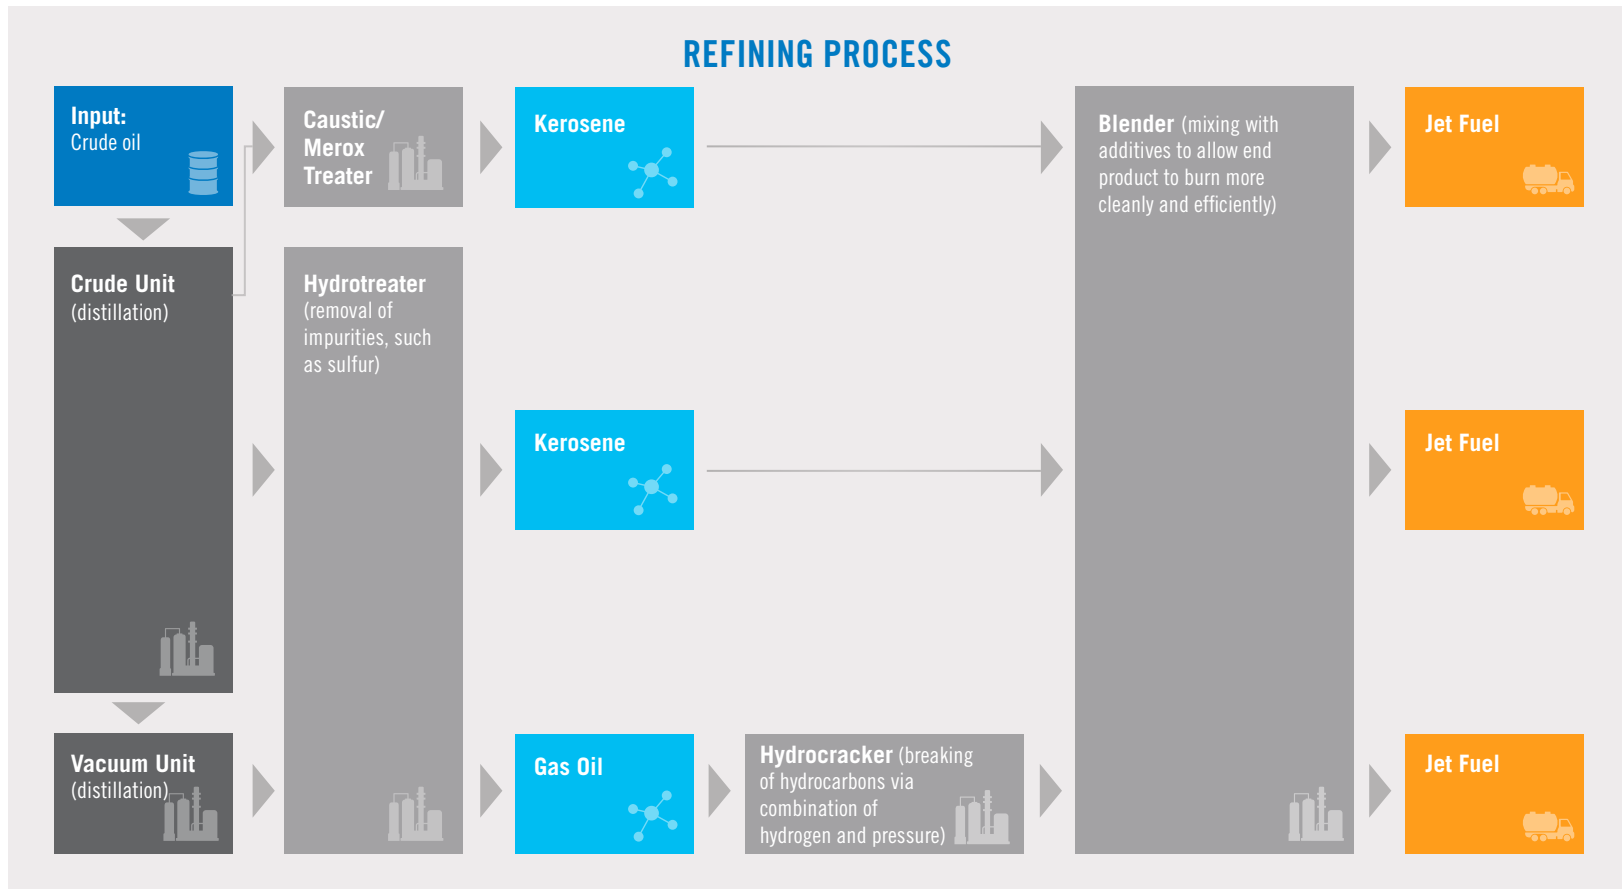 REFINING PROCESS
Input:
Crude oil
Caustic/
Merox
Treater
Kerosene
Blender (mixing with
additives to allow end
product to burn more
cleanly and efficiently)
Jet Fuel
Crude Unit
(distillation)
Hydrotreater
(removal of
impurities, such
as sulfur)
Kerosene
Jet Fuel
Vacuum Unit
(distillation)
Gas Oil
Hydrocracker (breaking
of hydrocarbons via
combination of
hydrogen and pressure)
Jet Fuel